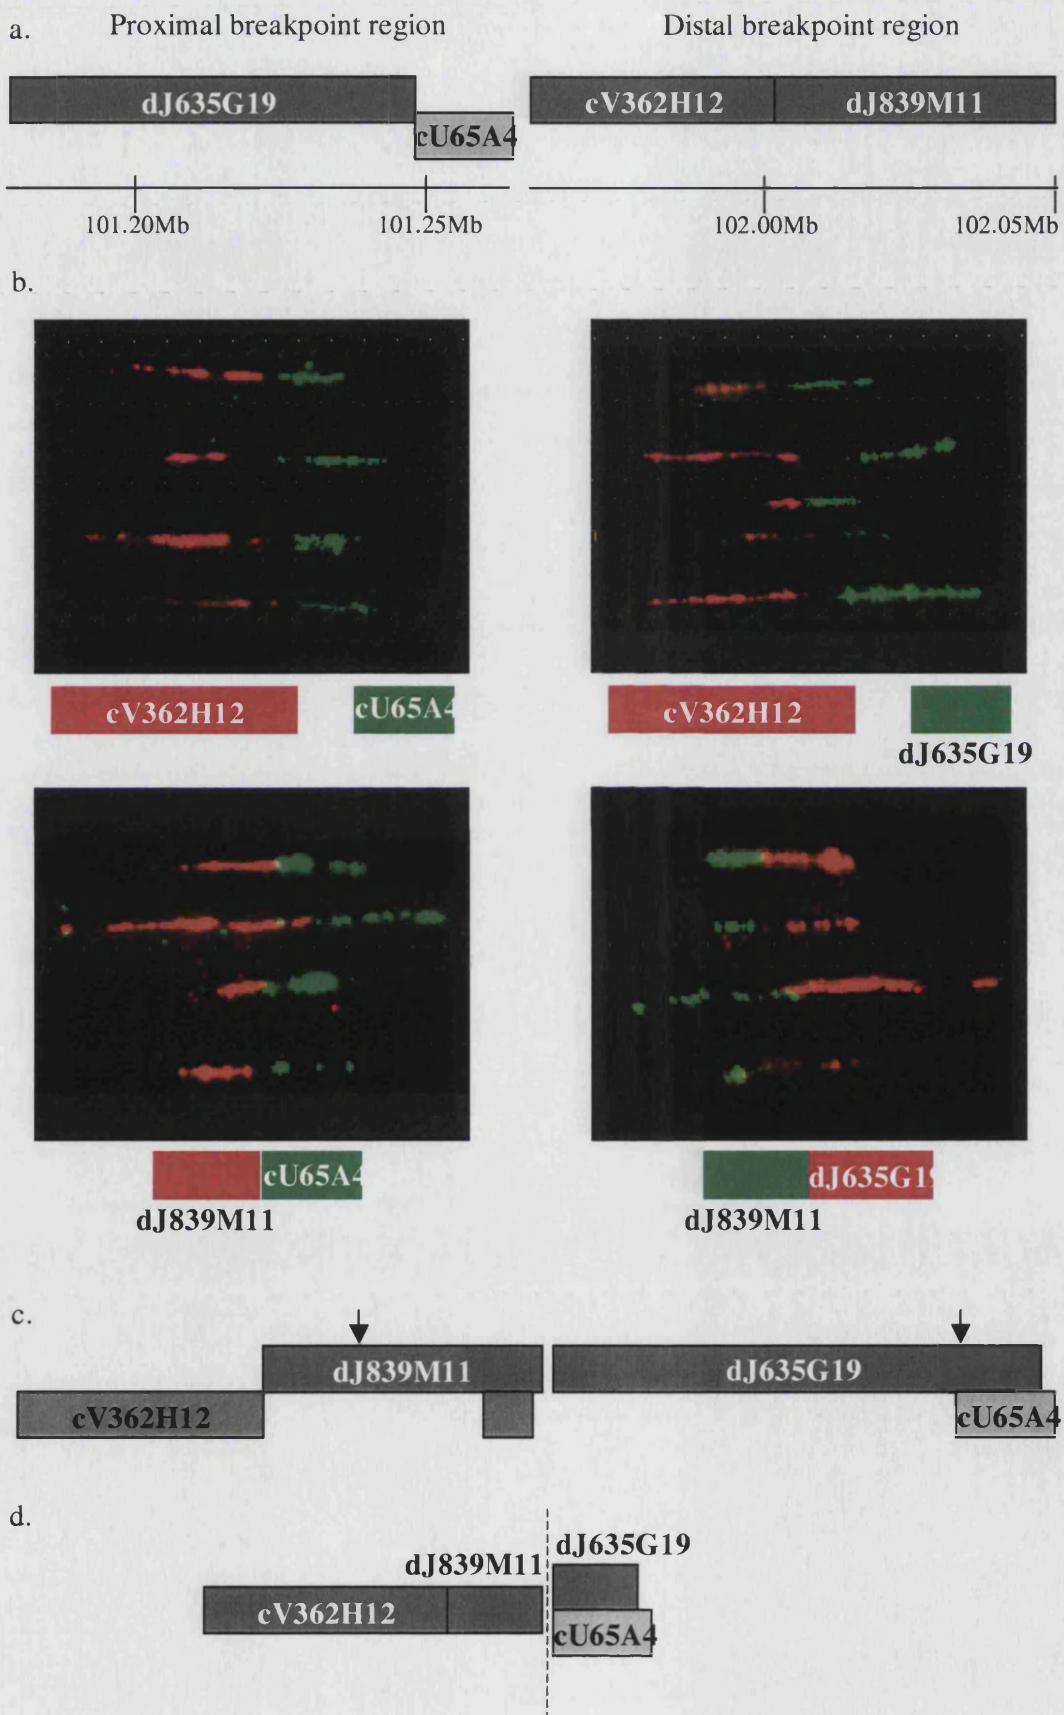 a.
Proximal breakpoint region
Distal breakpoint region
dJ635G19
cU65A4
cV362H12
dJ839M11
101.20Mb
101.25Mb
102.00Mb
102.05Mb
b.
cV362H12
cU65A4
cV362H12
dJ635G19
cU65A4
dJ839M11
dJ635G19
dJ839M11
c.
dJ839M11
dJ635G19
cV362H12
cU65A4
d.
dJ635G19
dJ839M11
cV362H12
cU65A4